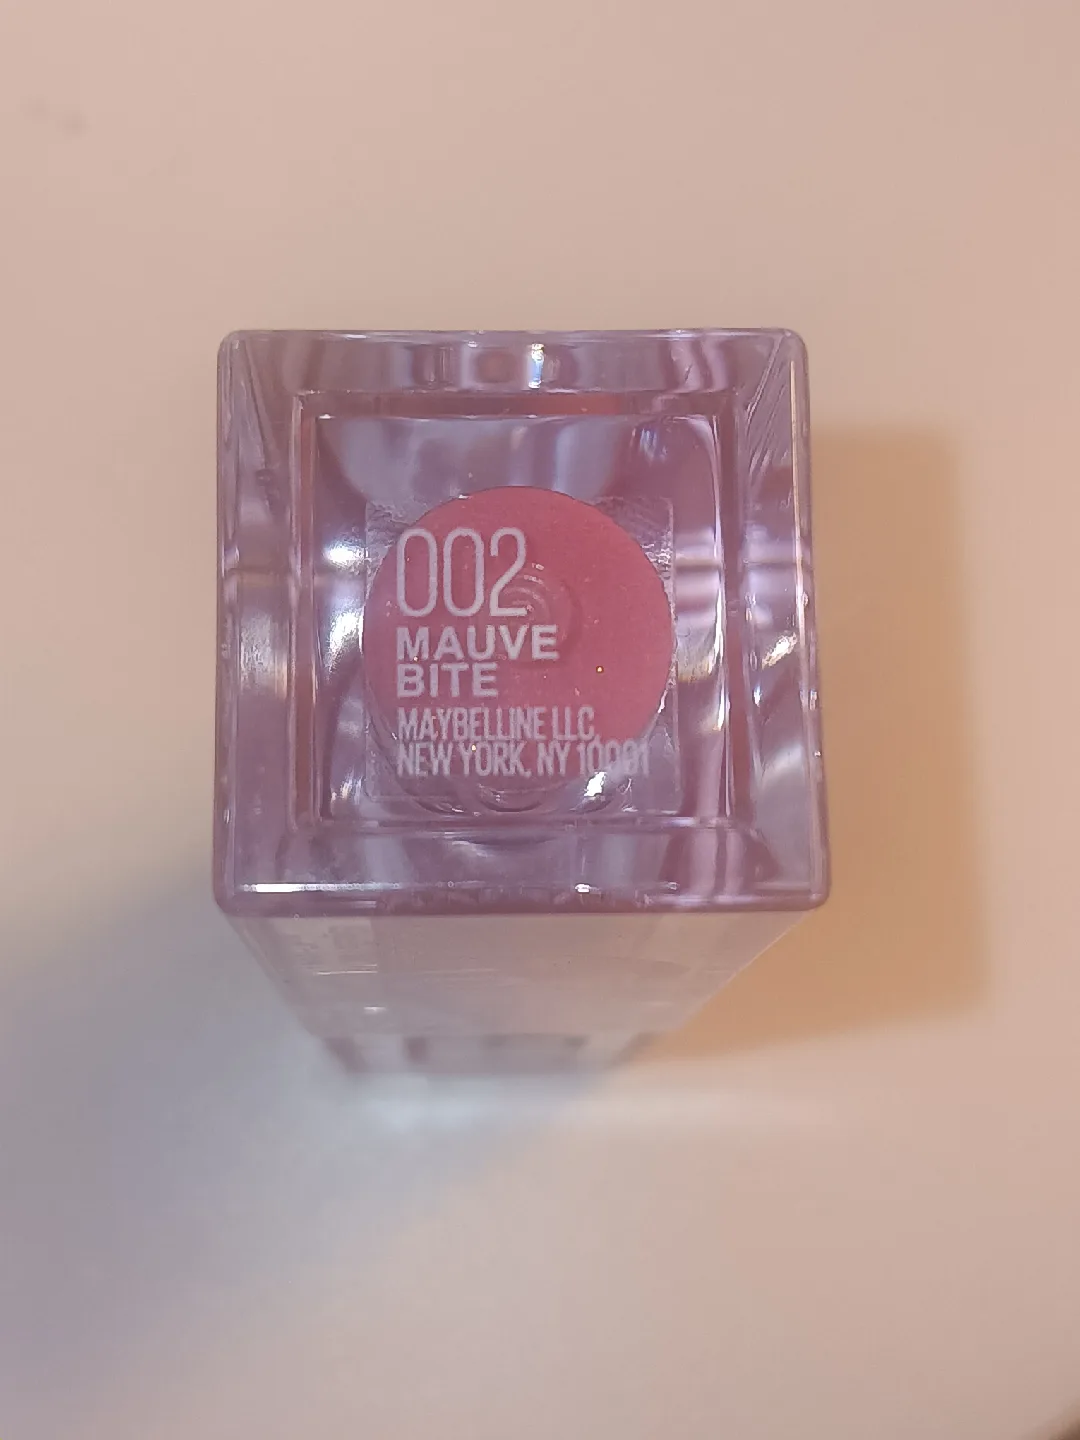 002
MAUVE
BITE
MAYBELLINE LLC,
NEW YORK, NY 10001